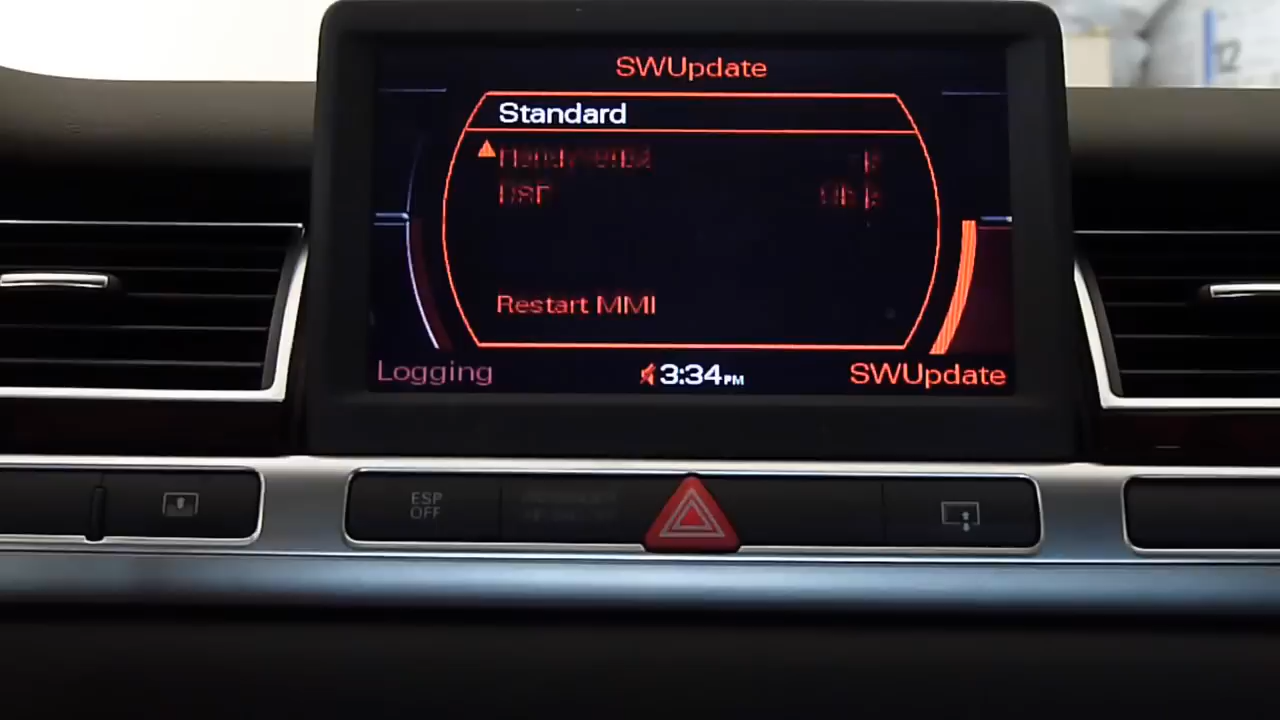 SWUpdate
Standard
Restart MMI
Logging
3:34PM
SWUpdate
ESP
OFF